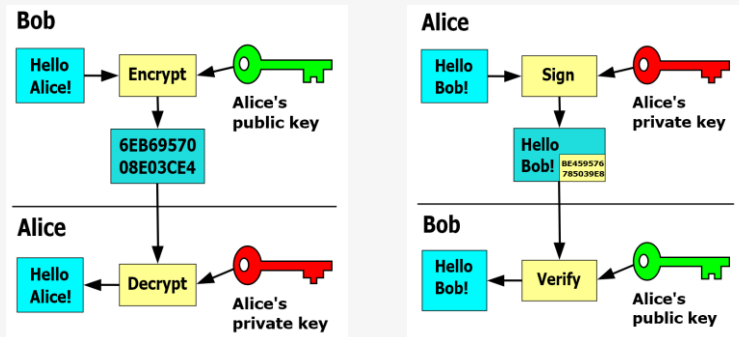 Bob
Hello
Alice!
Encrypt
Alice's
public key
6EB69570
08E03CE4
Alice
Hello
Alice!
Decrypt
Alice's
private key
Alice
Hello
Bob!
Sign
Alice's
private key
Hello
Bob!
BE459576
785039E8
Bob
Hello
Bob!
Verify
Alice's
public key